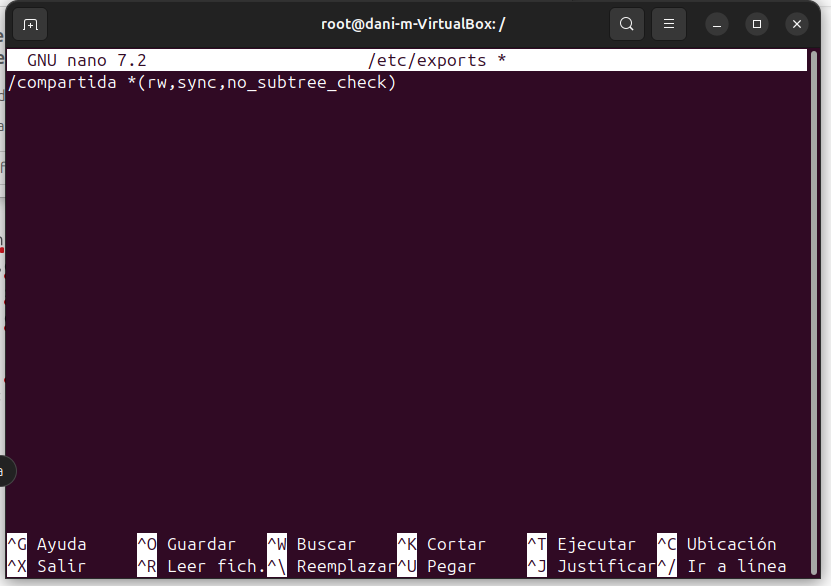 root@dani-m-VirtualBox: /
GNU nano 7.2 /etc/exports *
/compartida *(rw,sync,no_subtree_check)
^G Ayuda ^O Guardar ^W Buscar ^K Cortar ^T Ejecutar ^C Ubicación
^X Salir ^R Leer fich. ^\ Reemplazar ^U Pegar ^J Justificar ^/ Ir a línea